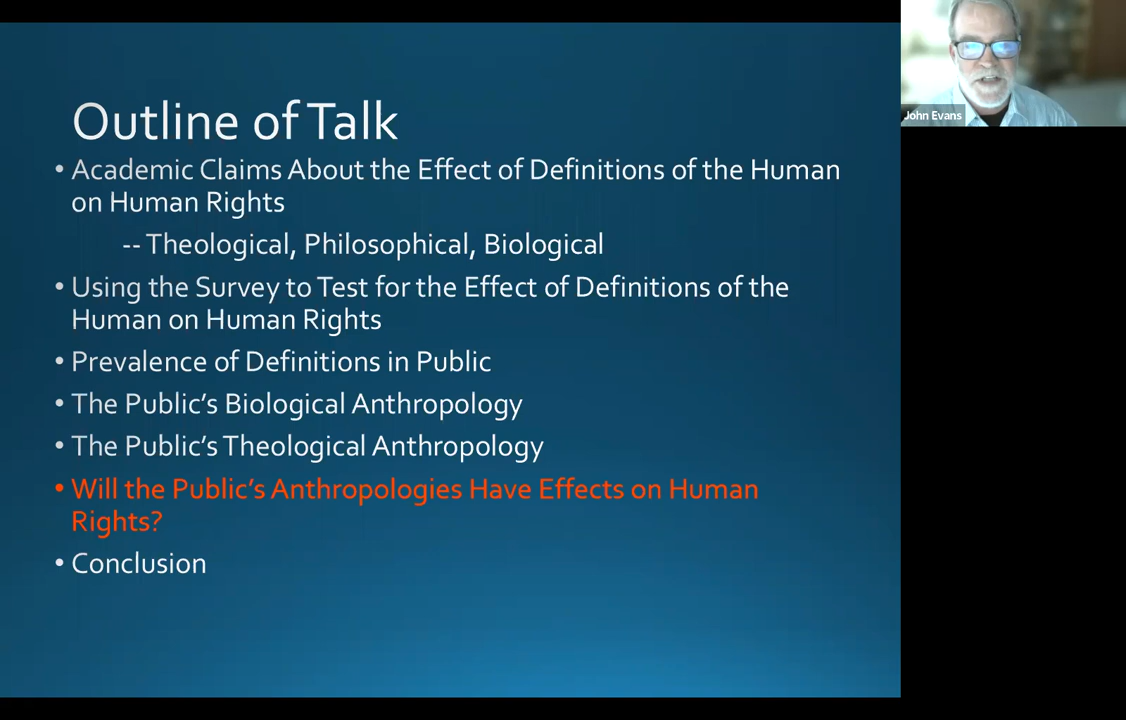 Outline of Talk
• Academic Claims About the Effect of Definitions of the Human
on Human Rights
-- Theological, Philosophical, Biological
• Using the Survey to Test for the Effect of Definitions of the
Human on Human Rights
• Prevalence of Definitions in Public
• The Public's Biological Anthropology
• The Public's Theological Anthropology
• Will the Public's Anthropologies Have Effects on Human
Rights?
• Conclusion
John Evans